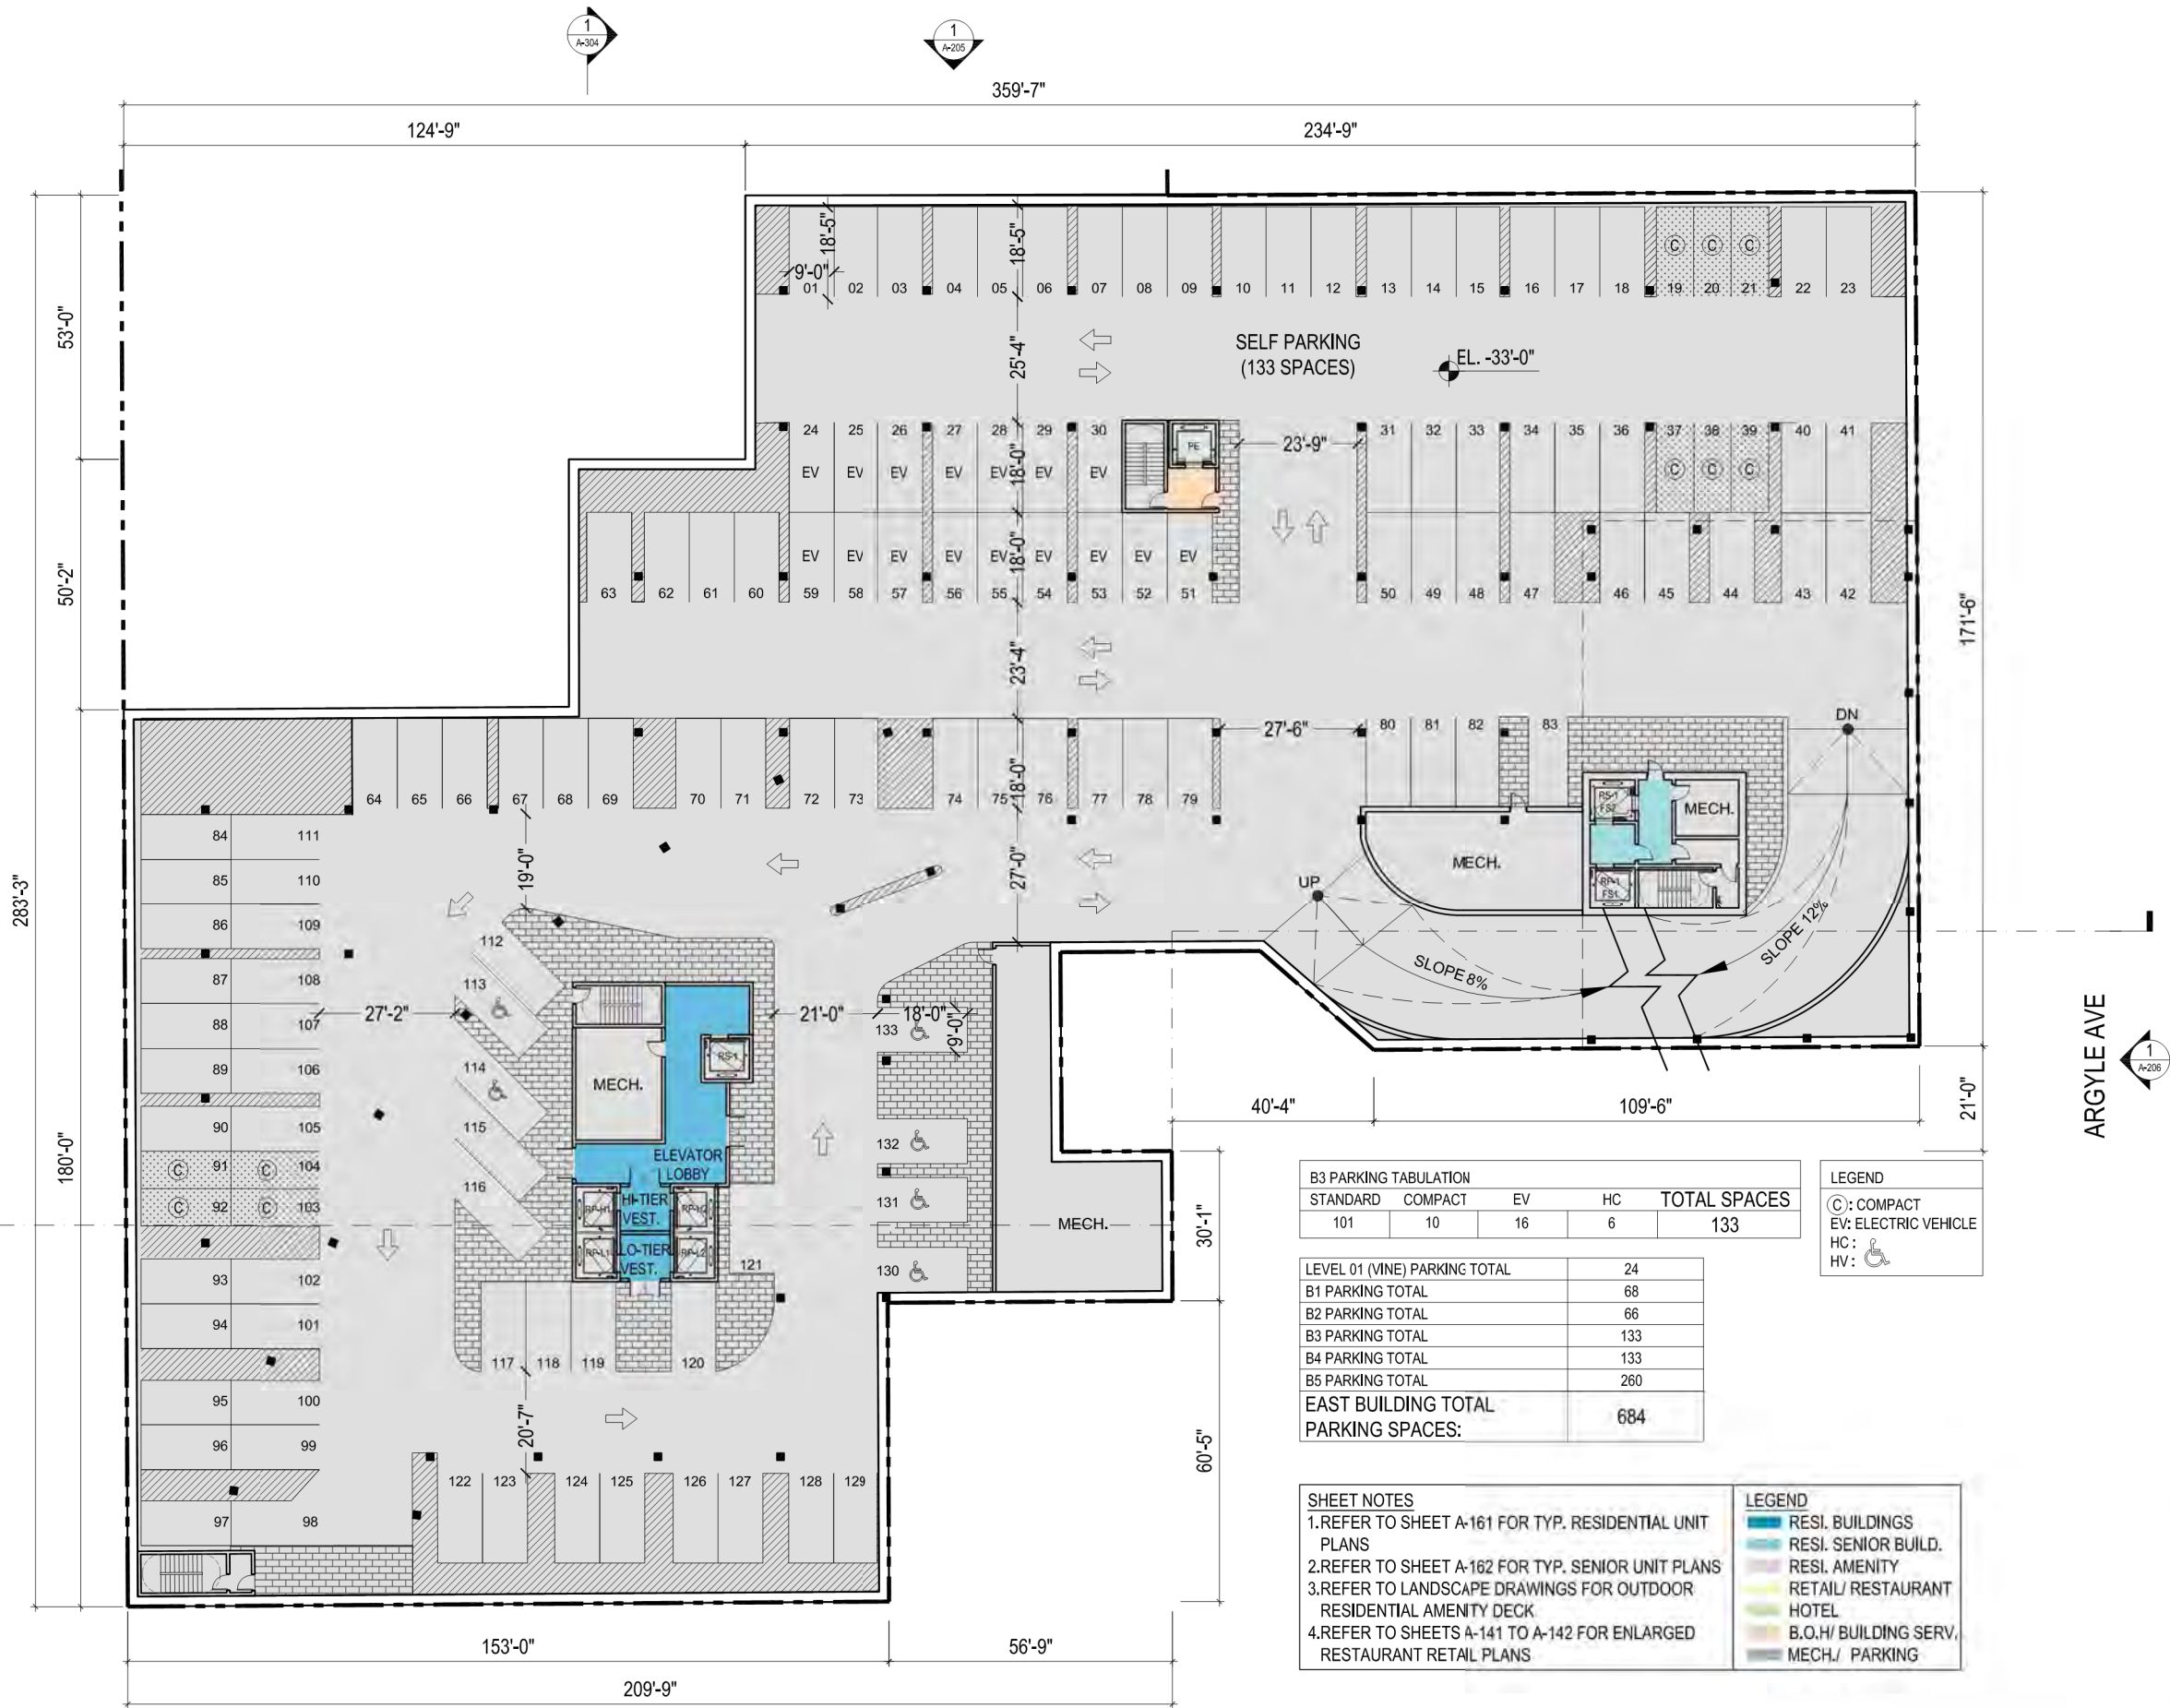 1
A-304
1
A-205
359'-7"
124'-9"
234'-9"
53'-0"
50'-2"
283'-3"
180'-0"
171'-6"
21'-0"
18'-5"
18'-5"
9'-0"
01 02 03 04 05 06 07 08 09 10 11 12 13 14 15 16 17 18 19 20 21 22 23
C C C
25'-4"
SELF PARKING
(133 SPACES)
EL. -33'-0"
24 25 26 27 28 29 30 31 32 33 34 35 36 37 38 39 40 41
EV EV EV EV EV EV EV
C C C
PE
23'-9"
18'-0"
18'-0"
EV EV EV EV EV EV EV EV EV
63 62 61 60 59 58 57 56 55 54 53 52 51 50 49 48 47 46 45 44 43 42
23'-4"
27'-6"
80 81 82 83
DN
64 65 66 67 68 69 70 71 72 73 74 75 76 77 78 79
18'-0"
19'-0"
27'-0"
RS-1
FS2
MECH.
MECH.
RP-1
FS1
UP
SLOPE 8%
SLOPE 12%
84 111
85 110
86 109
87 108
88 107
89 106
90 105
C 91 C 104
C 92 C 103
93 102
94 101
95 100
96 99
97 98
27'-2"
112
113
114
115
116
MECH.
RS-1
ELEVATOR
LOBBY
HI-TIER
VEST.
RP-H1
RP-H2
LO-TIER
VEST.
RP-L1
RP-L2
21'-0"
18'-0"
9'-0"
133
132
131
130
121
MECH.
117 118 119 120
20'-7"
122 123 124 125 126 127 128 129
40'-4"
109'-6"
30'-1"
60'-5"
153'-0"
56'-9"
209'-9"
ARGYLE AVE
1
A-206
B3 PARKING TABULATION
STANDARD COMPACT EV HC TOTAL SPACES
101 10 16 6 133
LEGEND
C : COMPACT
EV: ELECTRIC VEHICLE
HC :
HV :
LEVEL 01 (VINE) PARKING TOTAL 24
B1 PARKING TOTAL 68
B2 PARKING TOTAL 66
B3 PARKING TOTAL 133
B4 PARKING TOTAL 133
B5 PARKING TOTAL 260
EAST BUILDING TOTAL
PARKING SPACES: 684
SHEET NOTES
1.REFER TO SHEET A-161 FOR TYP. RESIDENTIAL UNIT
PLANS
2.REFER TO SHEET A-162 FOR TYP. SENIOR UNIT PLANS
3.REFER TO LANDSCAPE DRAWINGS FOR OUTDOOR
RESIDENTIAL AMENITY DECK
4.REFER TO SHEETS A-141 TO A-142 FOR ENLARGED
RESTAURANT RETAIL PLANS
LEGEND
RESI. BUILDINGS
RESI. SENIOR BUILD.
RESI. AMENITY
RETAIL/ RESTAURANT
HOTEL
B.O.H/ BUILDING SERV.
MECH./ PARKING